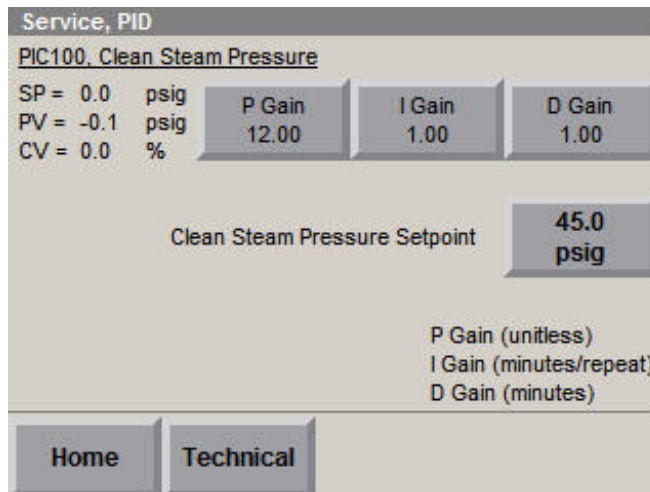 Service, PID
PIC100, Clean Steam Pressure
SP = 0.0 psig
PV = -0.1 psig
CV = 0.0 %
P Gain
12.00
I Gain
1.00
D Gain
1.00
Clean Steam Pressure Setpoint
45.0
psig
P Gain (unitless)
I Gain (minutes/repeat)
D Gain (minutes)
Home
Technical